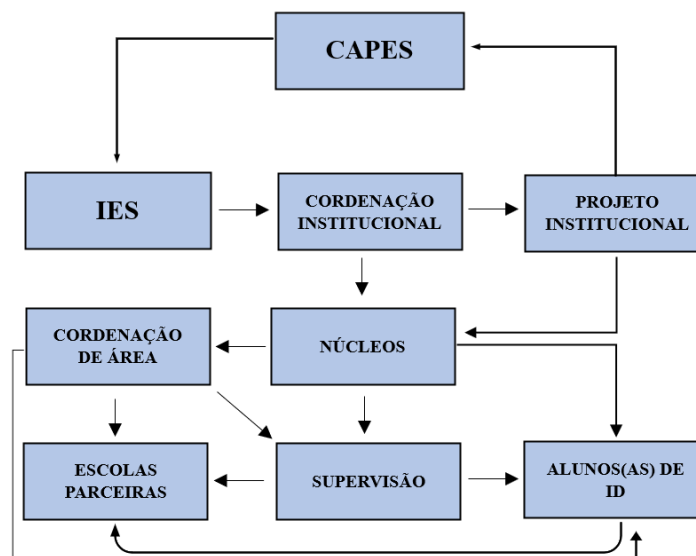 CAPES
IES
CORDENAÇÃO
INSTITUCIONAL
PROJETO
INSTITUCIONAL
CORDENAÇÃO
DE ÁREA
NÚCLEOS
ESCOLAS
PARCEIRAS
SUPERVISÃO
ALUNOS(AS) DE
ID